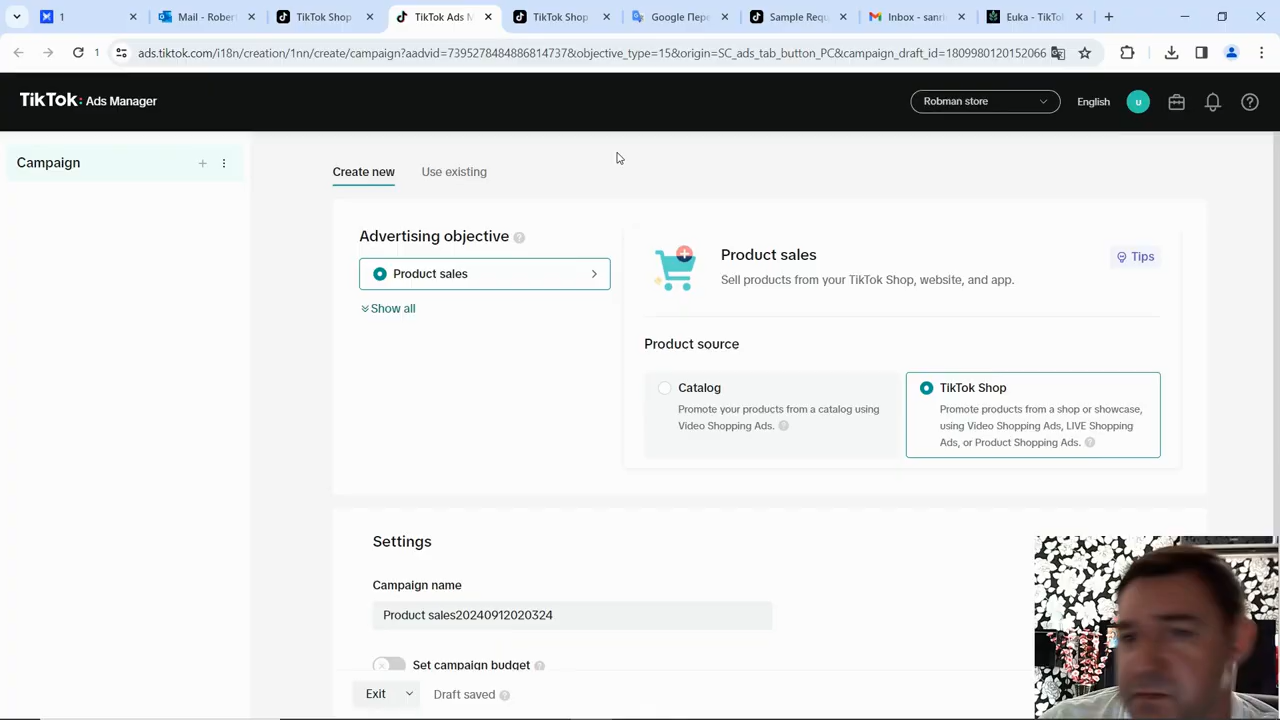 1
Mail - Robert
TikTok Shop
TikTok Ads M
TikTok Shop
Google Пере
Sample Requ
Inbox - sanri
Euka - TikTok
1
ads.tiktok.com/i18n/creation/1nn/create/campaign?aadvid=7395278484886814737&objective_type=15&origin=SC_ads_tab_button_PC&campaign_draft_id=1809980120152066
TikTok: Ads Manager
Robman store
English
U
Campaign
Create new
Use existing
Advertising objective
Product sales
Show all
Product sales
Sell products from your TikTok Shop, website, and app.
Tips
Product source
Catalog
Promote your products from a catalog using
Video Shopping Ads.
TikTok Shop
Promote products from a shop or showcase,
using Video Shopping Ads, LIVE Shopping
Ads, or Product Shopping Ads.
Settings
Campaign name
Product sales20240912020324
Set campaign budget
Exit
Draft saved